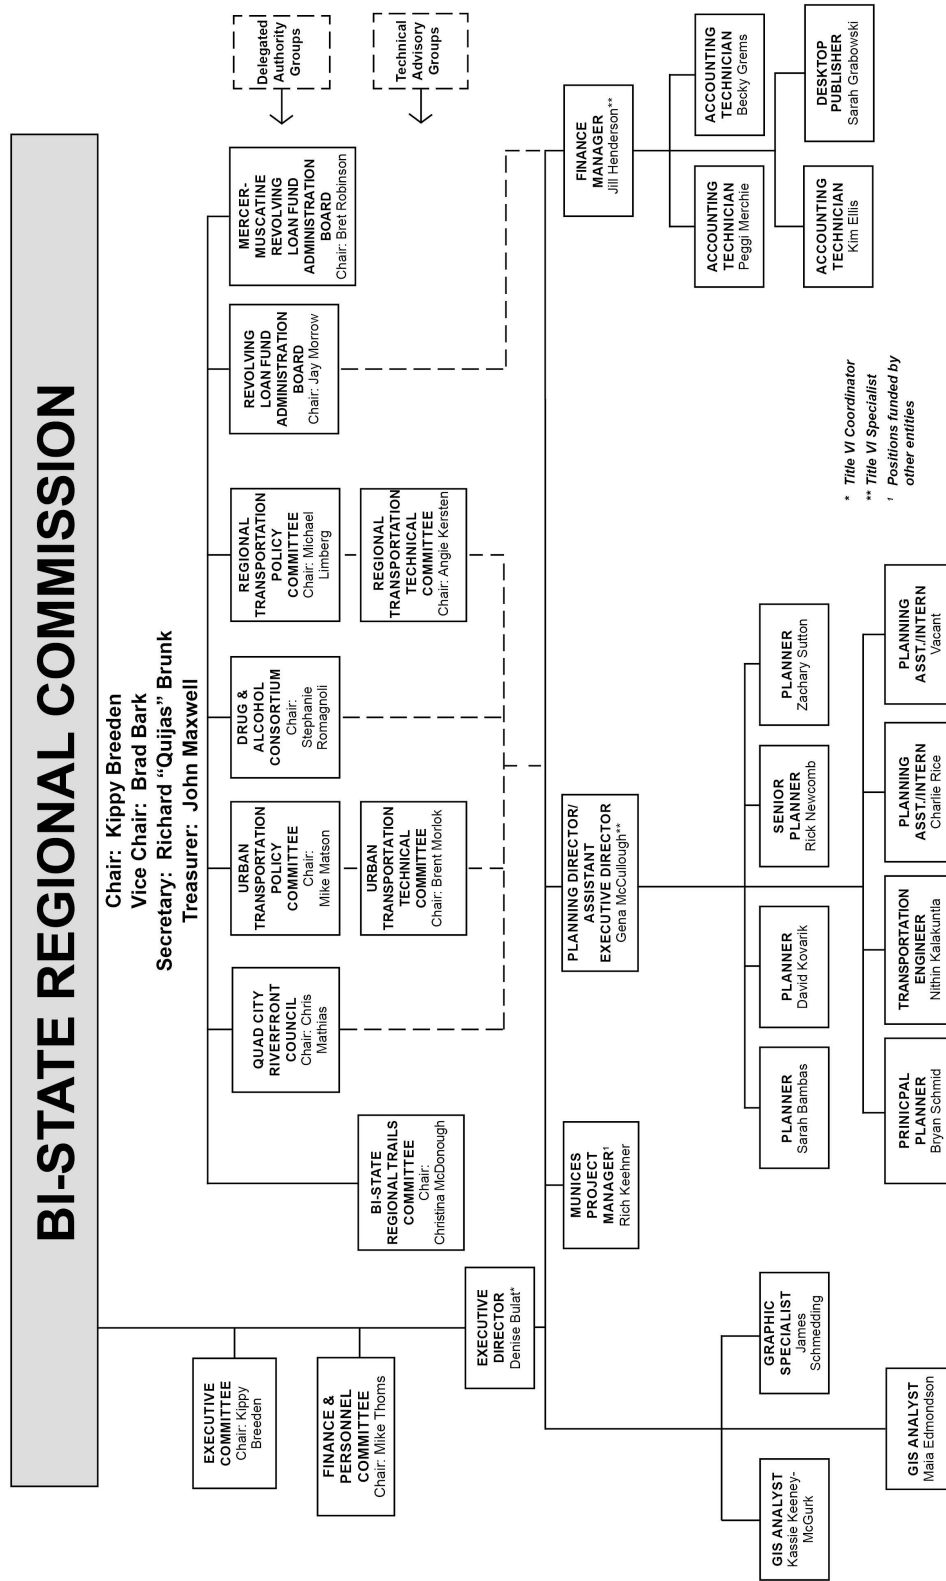 BI-STATE REGIONAL COMMISSION
Chair: Kippy Breeden
Vice Chair: Brad Bark
Secretary: Richard “Quijas” Brunk
Treasurer: John Maxwell
EXECUTIVE
COMMITTEE
Chair: Kippy
Breeden
FINANCE &
PERSONNEL
COMMITTEE
Chair: Mike Thoms
EXECUTIVE
DIRECTOR
Denise Bulat*
BI-STATE
REGIONAL TRAILS
COMMITTEE
Chair:
Christina McDonough
QUAD CITY
RIVERFRONT
COUNCIL
Chair: Chris
Mathias
URBAN
TRANSPORTATION
POLICY
COMMITTEE
Chair:
Mike Matson
URBAN
TRANSPORTATION
TECHNICAL
COMMITTEE
Chair: Brent Morlok
DRUG &
ALCOHOL
CONSORTIUM
Chair:
Stephanie
Romagnoli
REGIONAL
TRANSPORTATION
POLICY
COMMITTEE
Chair: Michael
Limberg
REGIONAL
TRANSPORTATION
TECHNICAL
COMMITTEE
Chair: Angie Kersten
REVOLVING
LOAN FUND
ADMINISTRATION
BOARD
Chair: Jay Morrow
MERCER-
MUSCATINE
REVOLVING
LOAN FUND
ADMINISTRATION
BOARD
Chair: Bret Robinson
Delegated
Authority
Groups
Technical
Advisory
Groups
MUNICES
PROJECT
MANAGER¹
Rich Keehner
PLANNING DIRECTOR/
ASSISTANT
EXECUTIVE DIRECTOR
Gena McCullough**
FINANCE
MANAGER
Jill Henderson**
GIS ANALYST
Kassie Keeney-
McGurk
GRAPHIC
SPECIALIST
James
Schmedding
GIS ANALYST
Maia Edmondson
PLANNER
Sarah Bambas
PLANNER
David Kovarik
SENIOR
PLANNER
Rick Newcomb
PLANNER
Zachary Sutton
PRINICPAL
PLANNER
Bryan Schmid
TRANSPORTATION
ENGINEER
Nithin Kalakuntla
PLANNING
ASST./INTERN
Charlie Rice
PLANNING
ASST./INTERN
Vacant
ACCOUNTING
TECHNICIAN
Peggi Merchie
ACCOUNTING
TECHNICIAN
Becky Grems
ACCOUNTING
TECHNICIAN
Kim Ellis
DESKTOP
PUBLISHER
Sarah Grabowski
* Title VI Coordinator
** Title VI Specialist
¹ Positions funded by
other entities